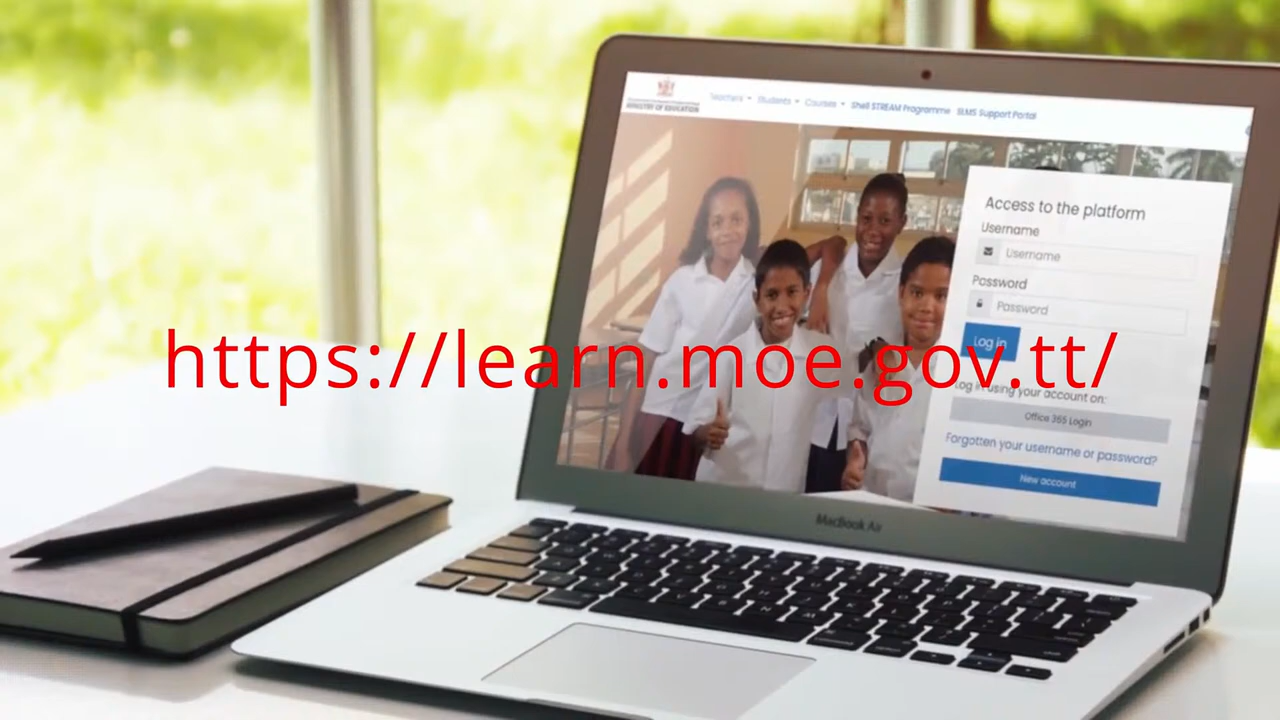 MINISTRY OF EDUCATION
Teachers Students Courses Shell STREAM Programme SLMS Support Portal
Access to the platform
Username
Username
Password
Password
Log in
https://learn.moe.gov.tt/
Log in using your account on:
Office 365 Login
Forgotten your username or password?
New account
MacBook Air